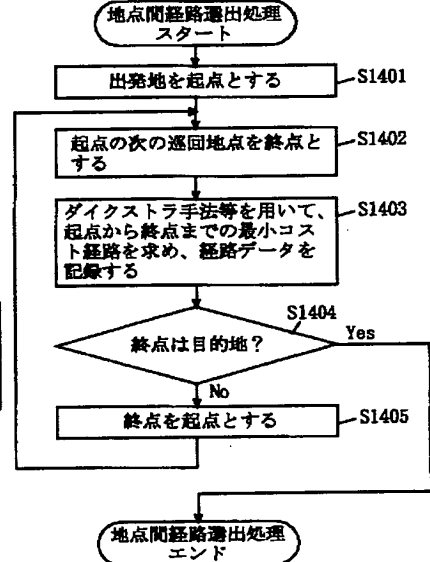 地点間経路選出処理
スタート
出発地を起点とする
S1401
起点の次の巡回地点を終点と
する
S1402
ダイクストラ手法等を用いて、
起点から終点までの最小コス
ト経路を求め、経路データを
記録する
S1403
S1404
終点は目的地？
Yes
No
終点を起点とする
S1405
地点間経路選出処理
エンド